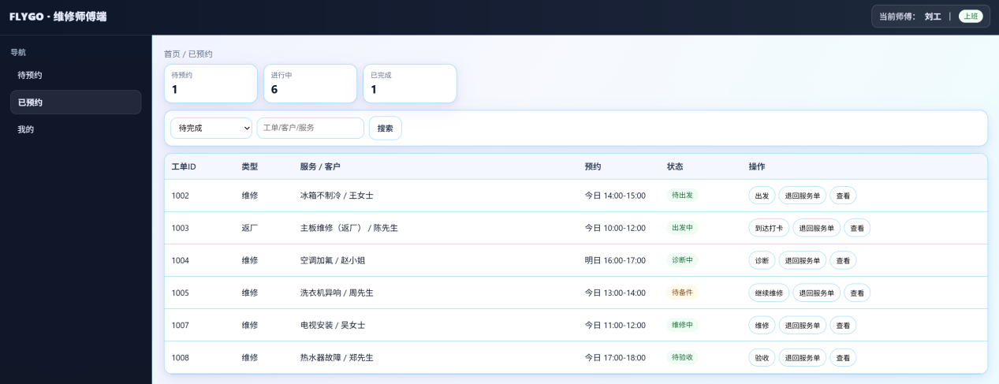 FLYGO · 维修师傅端
当前师傅： 刘工 | 上班
导航
待预约
已预约
我的
首页 / 已预约
待预约
1
进行中
6
已完成
1
待完成 工单/客户/服务 搜索
工单ID 类型 服务 / 客户 预约 状态 操作
1002 维修 冰箱不制冷 / 王女士 今日 14:00-15:00 待出发 出发 退回服务单 查看
1003 返厂 主板维修（返厂） / 陈先生 今日 10:00-12:00 出发中 到达打卡 退回服务单 查看
1004 维修 空调加氟 / 赵小姐 明日 16:00-17:00 诊断中 诊断 退回服务单 查看
1005 维修 洗衣机异响 / 周先生 今日 13:00-14:00 待备件 继续维修 退回服务单 查看
1007 维修 电视安装 / 吴女士 今日 11:00-12:00 维修中 维修 退回服务单 查看
1008 维修 热水器故障 / 郑先生 今日 17:00-18:00 待验收 验收 退回服务单 查看